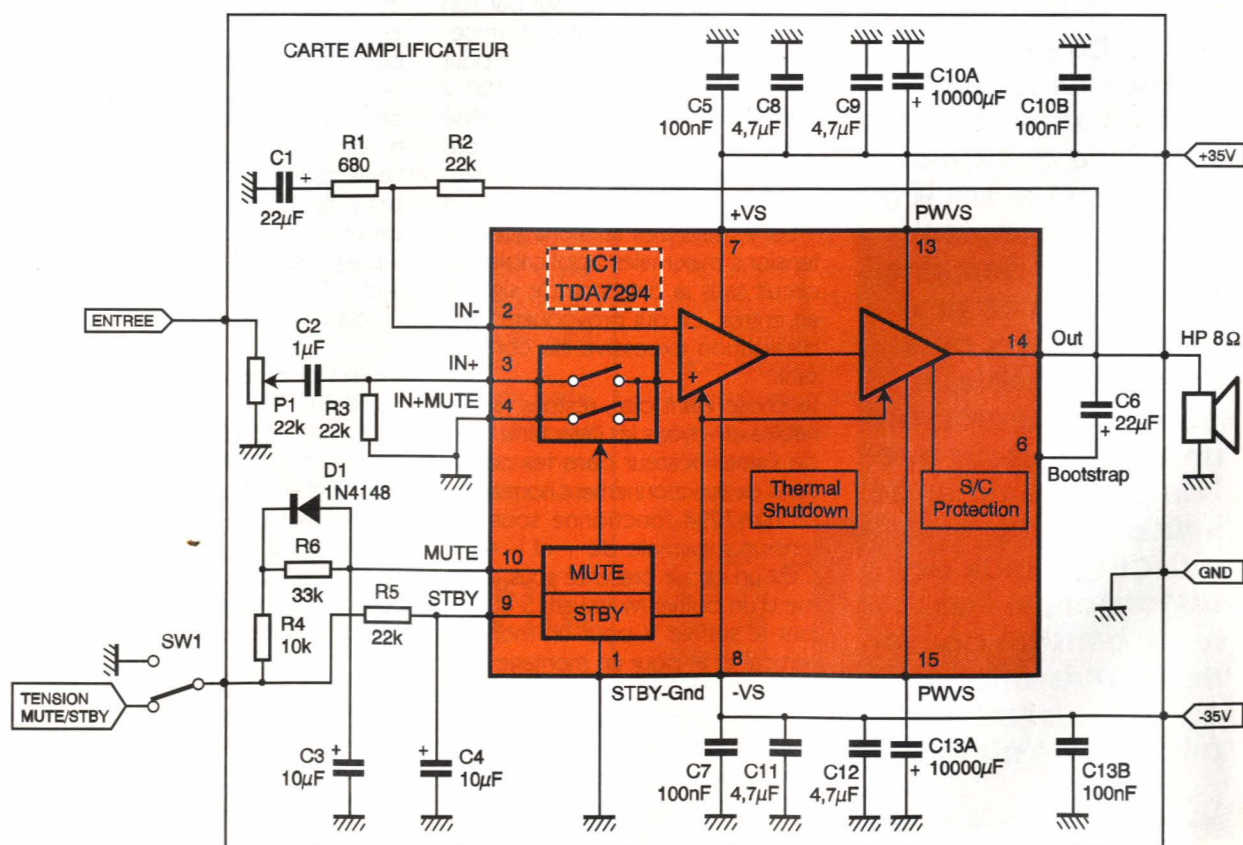 CARTE AMPLIFICATEUR
C5
100nF
C8
4,7µF
C9
4,7µF
C10A
+ 10000µF
C10B
100nF
+35V
C1
+
22µF
R1
680
R2
22k
+VS
7
PWVS
13
IC1
TDA7294
ENTREE
IN-
2
-
C2
1µF
IN+
3
+
P1
22k
R3
22k
IN+MUTE
4
14
Out
HP 8Ω
C6
22µF
+
6
Bootstrap
Thermal
Shutdown
S/C
Protection
D1
1N4148
R6
33k
MUTE
10
MUTE
STBY
9
STBY
R5
22k
R4
10k
GND
SW1
TENSION
MUTE/STBY
1
STBY-Gnd
8
-VS
15
PWVS
-35V
C3
10µF
+
C4
10µF
+
C7
100nF
C11
4,7µF
C12
4,7µF
C13A
+ 10000µF
C13B
100nF